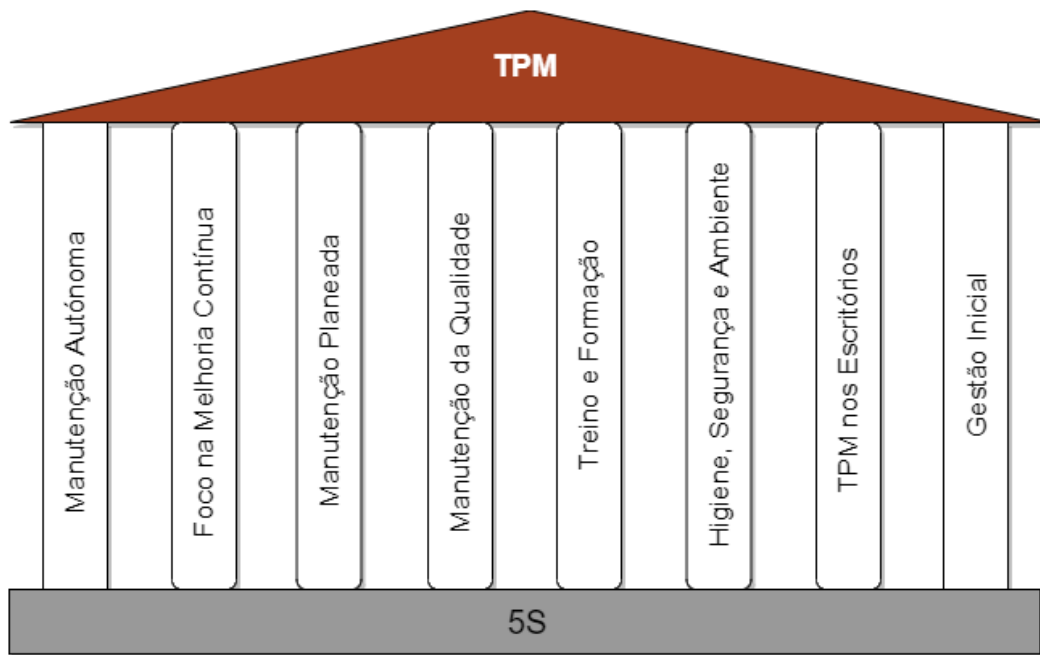 TPM
Manutenção Autónoma
Foco na Melhoria Contínua
Manutenção Planeada
Manutenção da Qualidade
Treino e Formação
Higiene, Segurança e Ambiente
TPM nos Escritórios
Gestão Inicial
5S